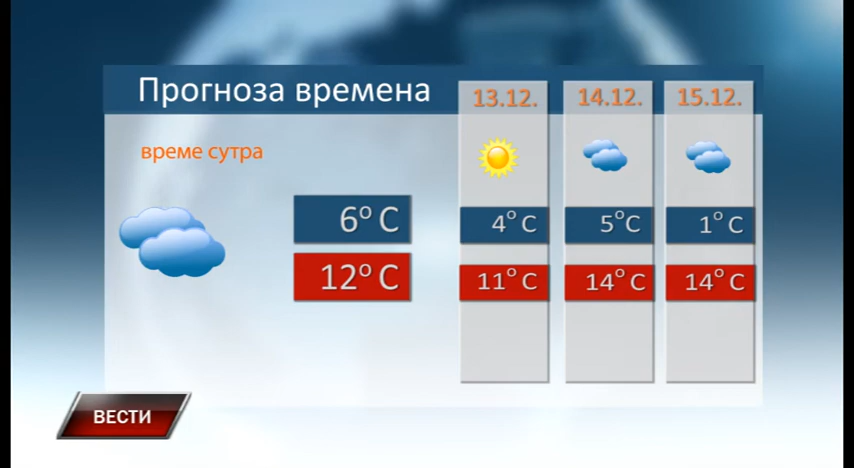 Прогноза времена
време сутра
6° C
12° C
13.12.
4° C
11° C
14.12.
5°C
14° C
15.12.
1° C
14° C
ВЕСТИ